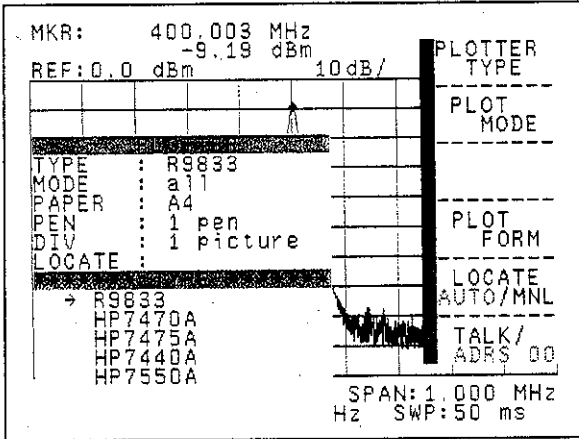 MKR: 400.003 MHz
-9.19 dBm
REF:0.0 dBm 10dB/
TYPE : R9833
MODE : all
PAPER : A4
PEN : 1 pen
DIV : 1 picture
LOCATE :
→ R9833
HP7470A
HP7475A
HP7440A
HP7550A
SPAN:1.000 MHz
Hz SWP:50 ms
PLOTTER
TYPE
PLOT
MODE
PLOT
FORM
LOCATE
AUTO/MNL
TALK/
ADRS 00